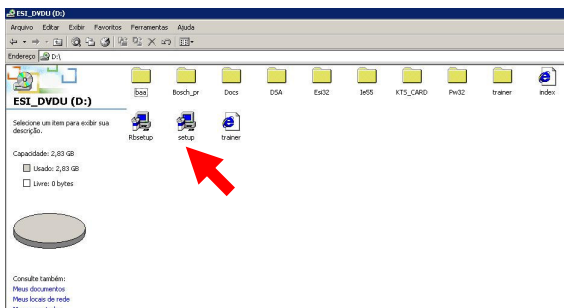 ESI_DVDU (D:)
Arquivo Editar Exibir Favoritos Ferramentas Ajuda
Endereço D:\
ESI_DVDU (D:)
Selecione um item para exibir sua
descrição.
Capacidade: 2,83 GB
Usado: 2,83 GB
Livre: 0 bytes
Consulte também:
Meus documentos
Meus locais de rede
baa Bosch_pr Docs DSA Esi32 Ie55 KTS_CARD Pw32 trainer index
Rbsetup setup trainer